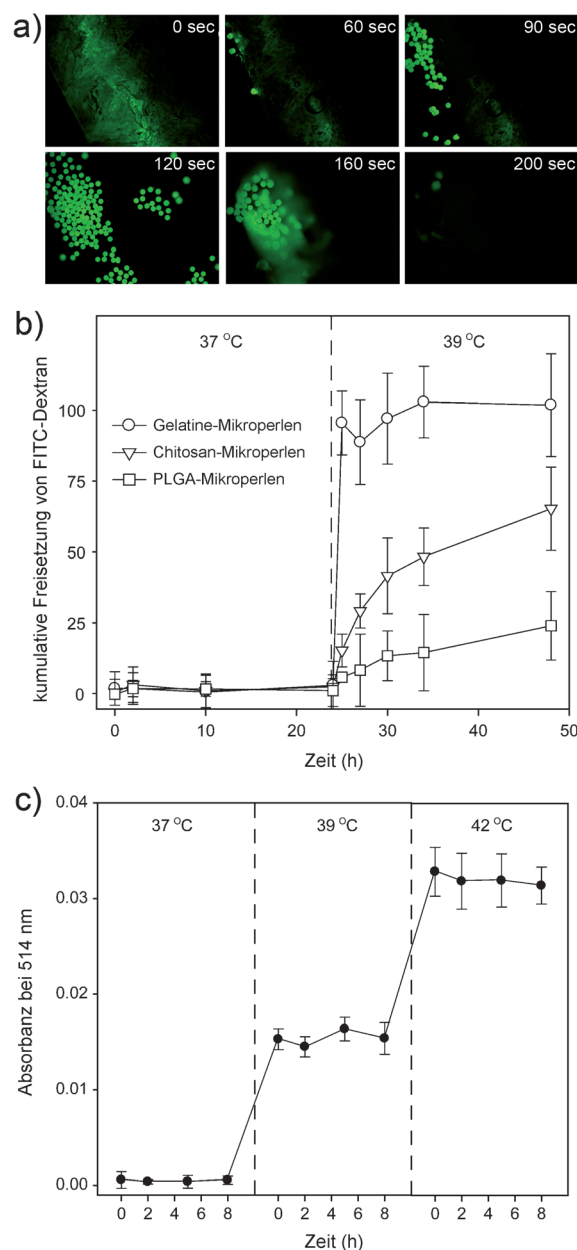 a)
0 sec
60 sec
90 sec
120 sec
160 sec
200 sec
b)
37 °C
39 °C
kumulative Freisetzung von FITC-Dextran
100
75
50
25
0
Gelatine-Mikroperlen
Chitosan-Mikroperlen
PLGA-Mikroperlen
0 10 20 30 40 50
Zeit (h)
c)
37 °C
39 °C
42 °C
Absorbanz bei 514 nm
0.04
0.03
0.02
0.01
0.00
0 2 4 6 8 0 2 4 6 8 0 2 4 6 8
Zeit (h)